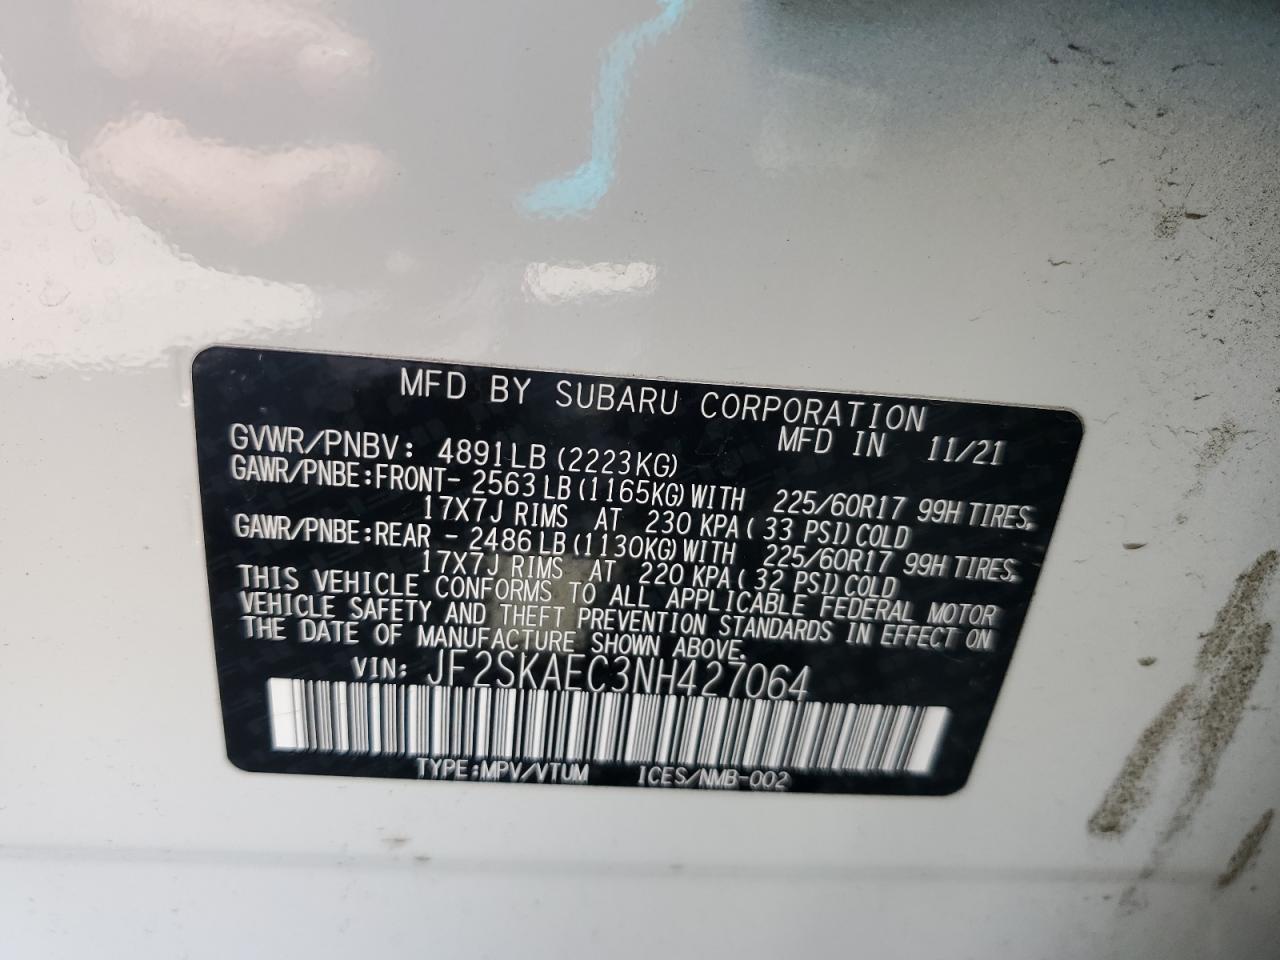 MFD BY SUBARU CORPORATION
MFD IN 11/21
GVWR/PNBV: 4891LB (2223KG)
GAWR/PNBE:FRONT- 2563LB(1165KG)WITH 225/60R17 99H TIRES,
17X7J RIMS AT 230 KPA( 33 PSI)COLD
GAWR/PNBE:REAR - 2486LB(1130KG)WITH 225/60R17 99H TIRES,
17X7J RIMS AT 220 KPA( 32 PSI)COLD
THIS VEHICLE CONFORMS TO ALL APPLICABLE FEDERAL MOTOR
VEHICLE SAFETY AND THEFT PREVENTION STANDARDS IN EFFECT ON
THE DATE OF MANUFACTURE SHOWN ABOVE.
VIN: JF2SKAEC3NH427064
TYPE:MPV/VTUM ICES/NMB-002